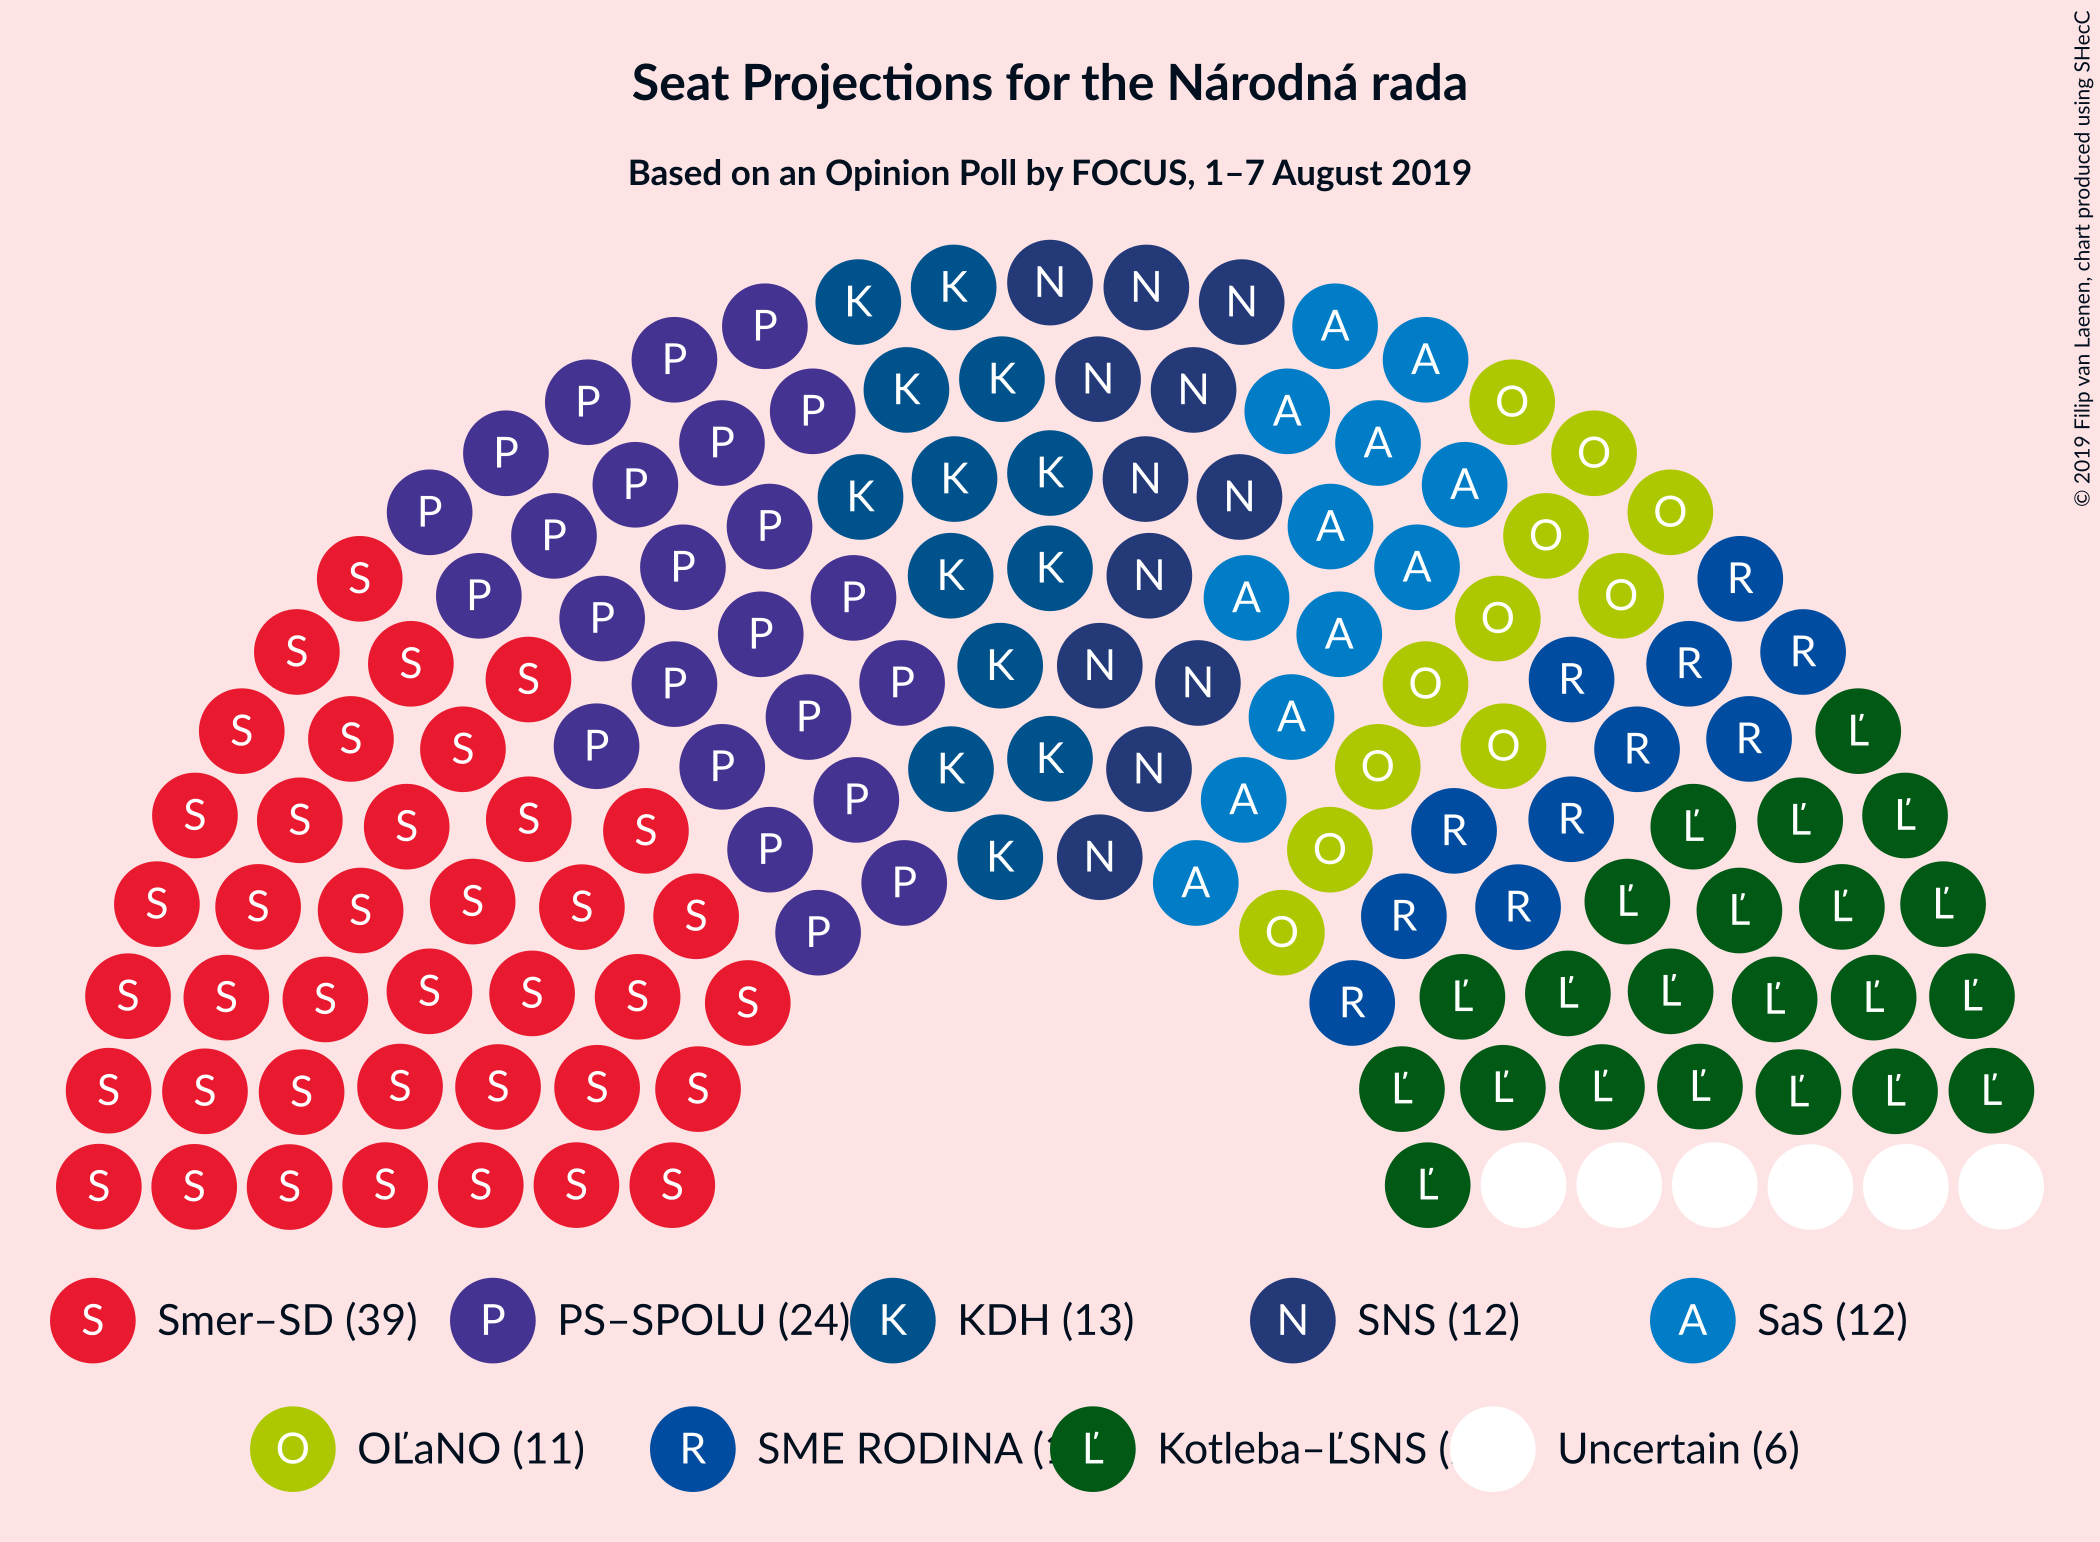 Seat Projections for the Národná rada
Based on an Opinion Poll by FOCUS, 1–7 August 2019
© 2019 Filip van Laenen, chart produced using SHecC
K K N N N
P A
P K K N N A
P P A O
P P K K N A O
P P P K N A A O
S P P K K N A O R
P P P P A A O O
S S S P P K N N O R R R
S S S P P P K K N A O O R R Ľ
S S S S S P P K N A O R R Ľ Ľ Ľ
S S S S S S P P A O R R Ľ Ľ Ľ Ľ
S S S S S S S R Ľ Ľ Ľ Ľ Ľ Ľ
S S S S S S S Ľ Ľ Ľ Ľ Ľ Ľ Ľ
S S S S S S S Ľ
S Smer–SD (39) P PS–SPOLU (24) K KDH (13) N SNS (12) A SaS (12)
O OĽaNO (11) R SME RODINA Ľ Kotleba–ĽSNS Uncertain (6)